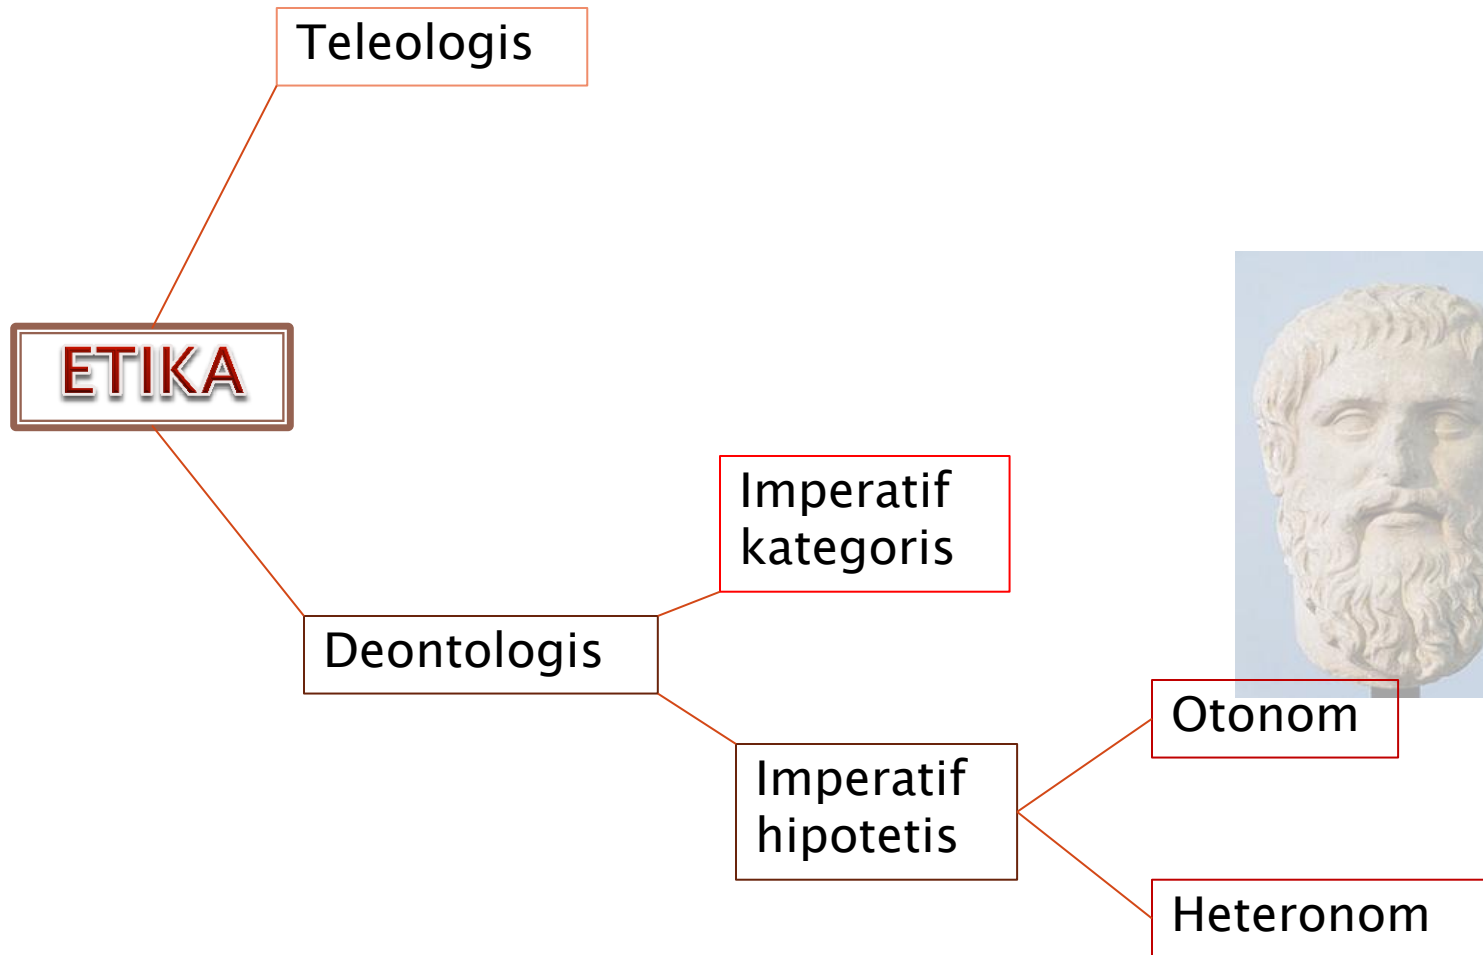 Teleologis
ETIKA
Imperatif
kategoris
Deontologis
Otonom
Imperatif
hipotetis
Heteronom